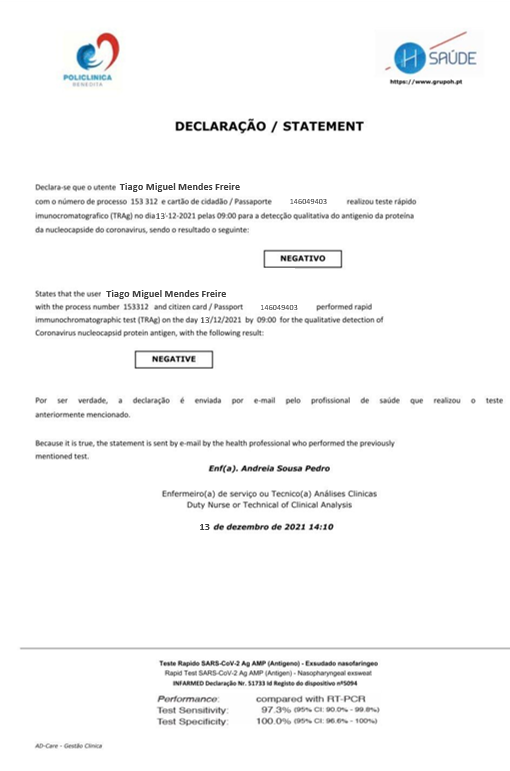 POLICLINICA
BENEDITA
H SAÚDE
https://www.grupoh.pt
DECLARAÇÃO / STATEMENT
Declara-se que o utente Tiago Miguel Mendes Freire
com o número de processo 153 312 e cartão de cidadão / Passaporte 146049403 realizou teste rápido
imunocromatografico (TRAg) no dia 13-12-2021 pelas 09:00 para a detecção qualitativa do antigenio da proteína
da nucleocapside do coronavirus, sendo o resultado o seguinte:
NEGATIVO
States that the user Tiago Miguel Mendes Freire
with the process number 153312 and citizen card / Passport 146049403 performed rapid
immunochromatographic test (TRAg) on the day 13/12/2021 by 09:00 for the qualitative detection of
Coronavirus nucleocapsid protein antigen, with the following result:
NEGATIVE
Por ser verdade, a declaração é enviada por e-mail pelo profissional de saúde que realizou o teste
anteriormente mencionado.
Because it is true, the statement is sent by e-mail by the health professional who performed the previously
mentioned test.
Enf(a). Andreia Sousa Pedro
Enfermeiro(a) de serviço ou Tecnico(a) Análises Clinicas
Duty Nurse or Technical of Clinical Analysis
13 de dezembro de 2021 14:10
Teste Rapido SARS-CoV-2 Ag AMP (Antigeno) - Exsudado nasofaringeo
Rapid Test SARS-CoV-2 Ag AMP (Antigen) - Nasopharyngeal exsweat
INFARMED Declaração Nr. 51733 Id Registo do dispositivo nº5094
Performance: compared with RT-PCR
Test Sensitivity: 97.3% (95% CI: 90.0% - 99.8%)
Test Specificity: 100.0% (95% CI: 96.6% - 100%)
AD-Care - Gestão Clinica